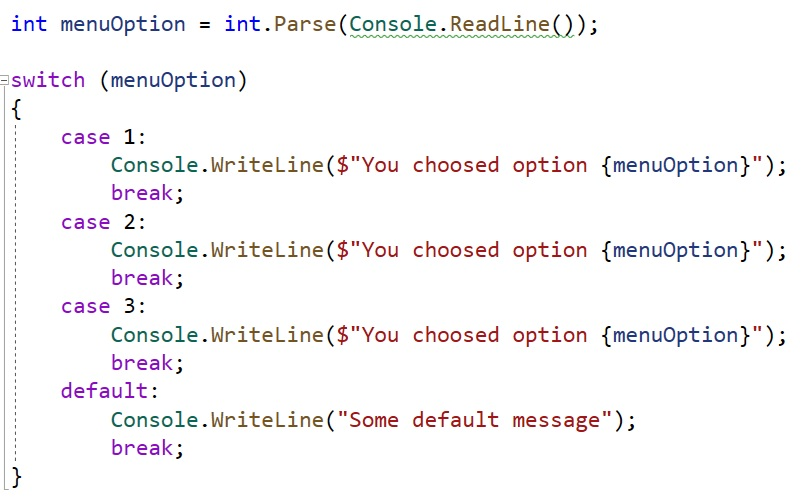 int menuOption = int.Parse(Console.ReadLine());
switch (menuOption)
{
    case 1:
        Console.WriteLine($"You choosed option {menuOption}");
        break;
    case 2:
        Console.WriteLine($"You choosed option {menuOption}");
        break;
    case 3:
        Console.WriteLine($"You choosed option {menuOption}");
        break;
    default:
        Console.WriteLine("Some default message");
        break;
}